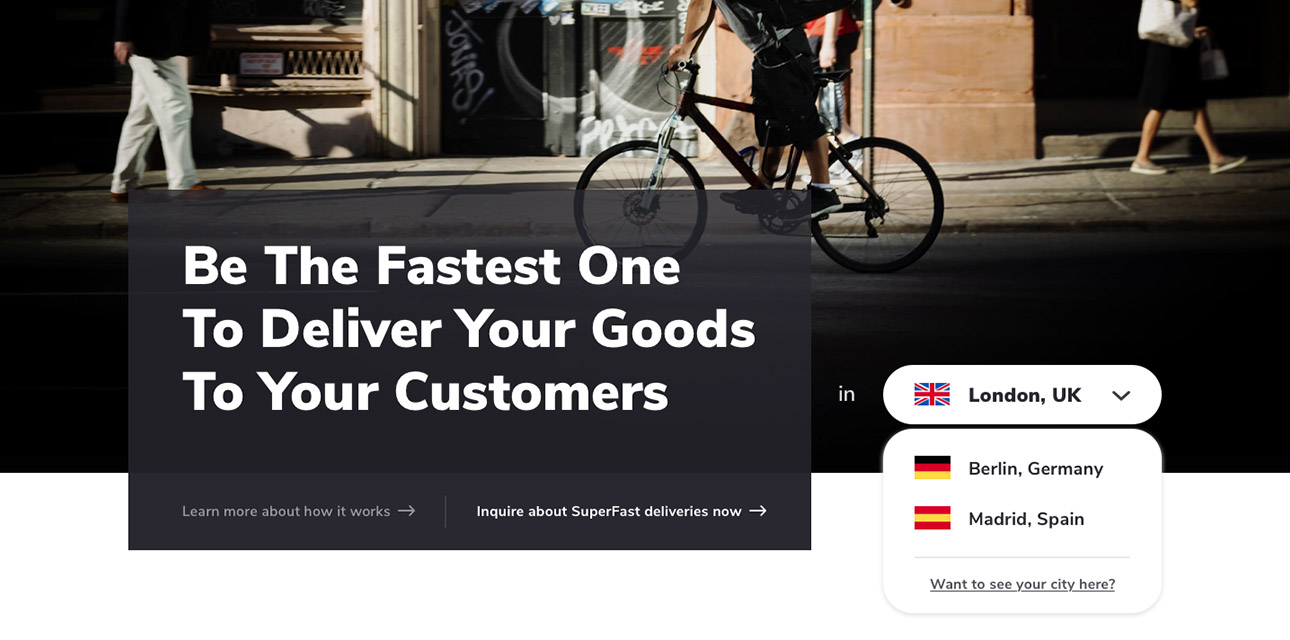 Be The Fastest One
To Deliver Your Goods
To Your Customers
in
London, UK
Berlin, Germany
Madrid, Spain
Want to see your city here?
Learn more about how it works →
Inquire about SuperFast deliveries now →